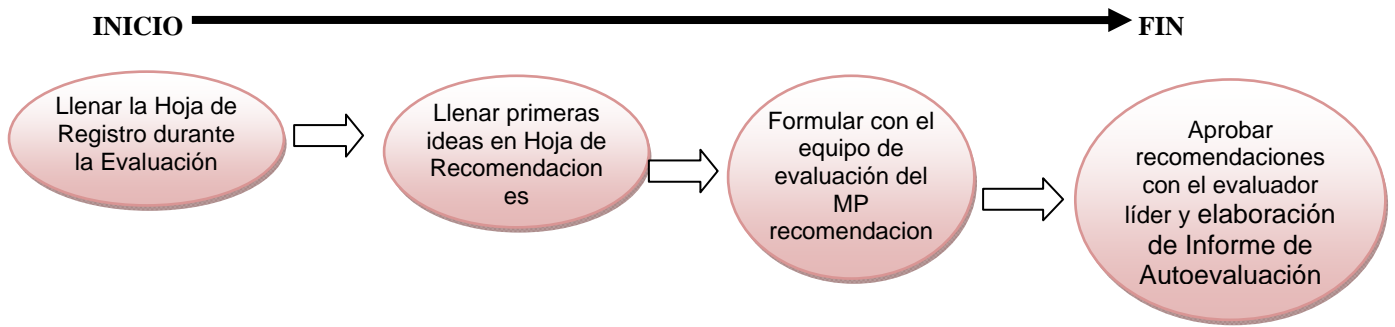 INICIO
FIN
Llenar la Hoja de
Registro durante
la Evaluación
Llenar primeras
ideas en Hoja de
Recomendacion
es
Formular con el
equipo de
evaluación del
MP
recomendacion
Aprobar
recomendaciones
con el evaluador
líder y elaboración
de Informe de
Autoevaluación